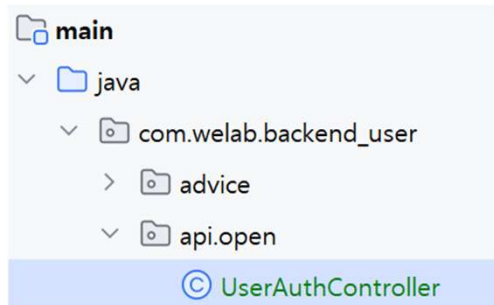 main
java
com.welab.backend_user
advice
api.open
UserAuthController